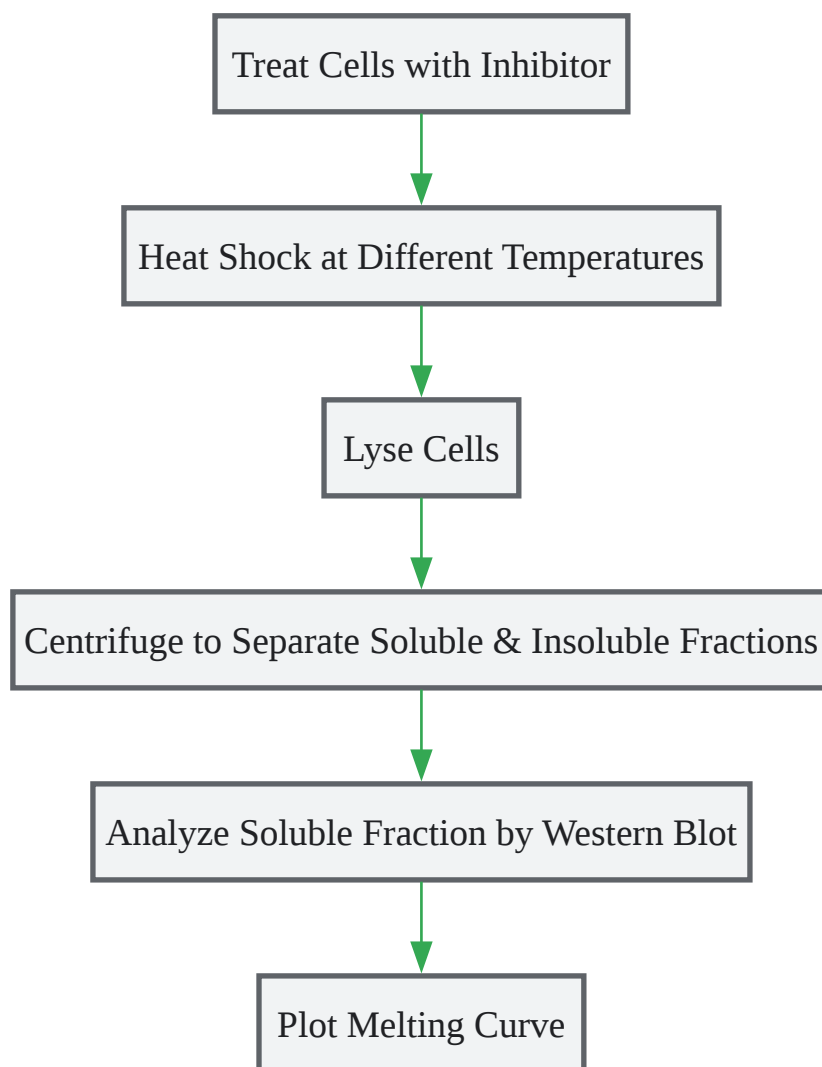 Treat Cells with Inhibitor
Heat Shock at Different Temperatures
Lyse Cells
Centrifuge to Separate Soluble & Insoluble Fractions
Analyze Soluble Fraction by Western Blot
Plot Melting Curve